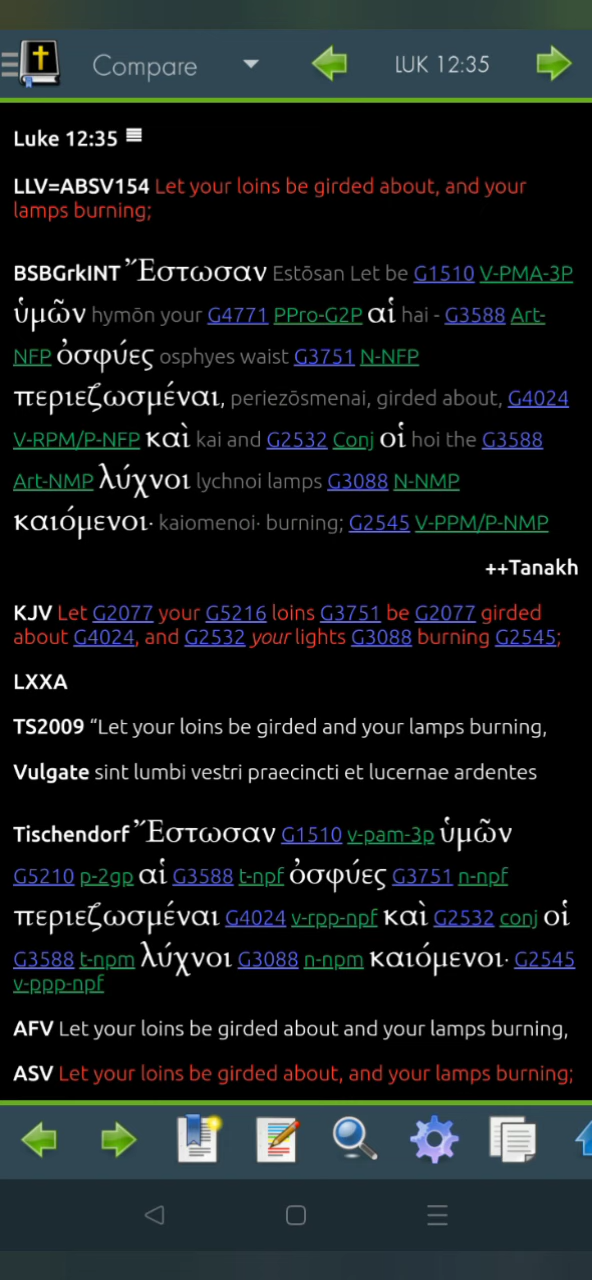 Compare LUK 12:35
Luke 12:35
LLV=ABSV154 Let your loins be girded about, and your
lamps burning;
BSBGrkINT Ἔστωσαν Estōsan Let be G1510 V-PMA-3P
ὑμῶν hymōn your G4771 PPro-G2P αἱ hai - G3588 Art-
NFP ὀσφύες osphyes waist G3751 N-NFP
περιεζωσμέναι, periezōsmenai, girded about, G4024
V-RPM/P-NFP καὶ kai and G2532 Conj οἱ hoi the G3588
Art-NMP λύχνοι lychnoi lamps G3088 N-NMP
καιόμενοι· kaiomenoi· burning; G2545 V-PPM/P-NMP
++Tanakh
KJV Let G2077 your G5216 loins G3751 be G2077 girded
about G4024, and G2532 your lights G3088 burning G2545;
LXXA
TS2009 “Let your loins be girded and your lamps burning,
Vulgate sint lumbi vestri praecincti et lucernae ardentes
Tischendorf Ἔστωσαν G1510 v-pam-3p ὑμῶν
G5210 p-2gp αἱ G3588 t-npf ὀσφύες G3751 n-npf
περιεζωσμέναι G4024 v-rpp-npf καὶ G2532 conj οἱ
G3588 t-npm λύχνοι G3088 n-npm καιόμενοι· G2545
v-ppp-npf
AFV Let your loins be girded about and your lamps burning,
ASV Let your loins be girded about, and your lamps burning;